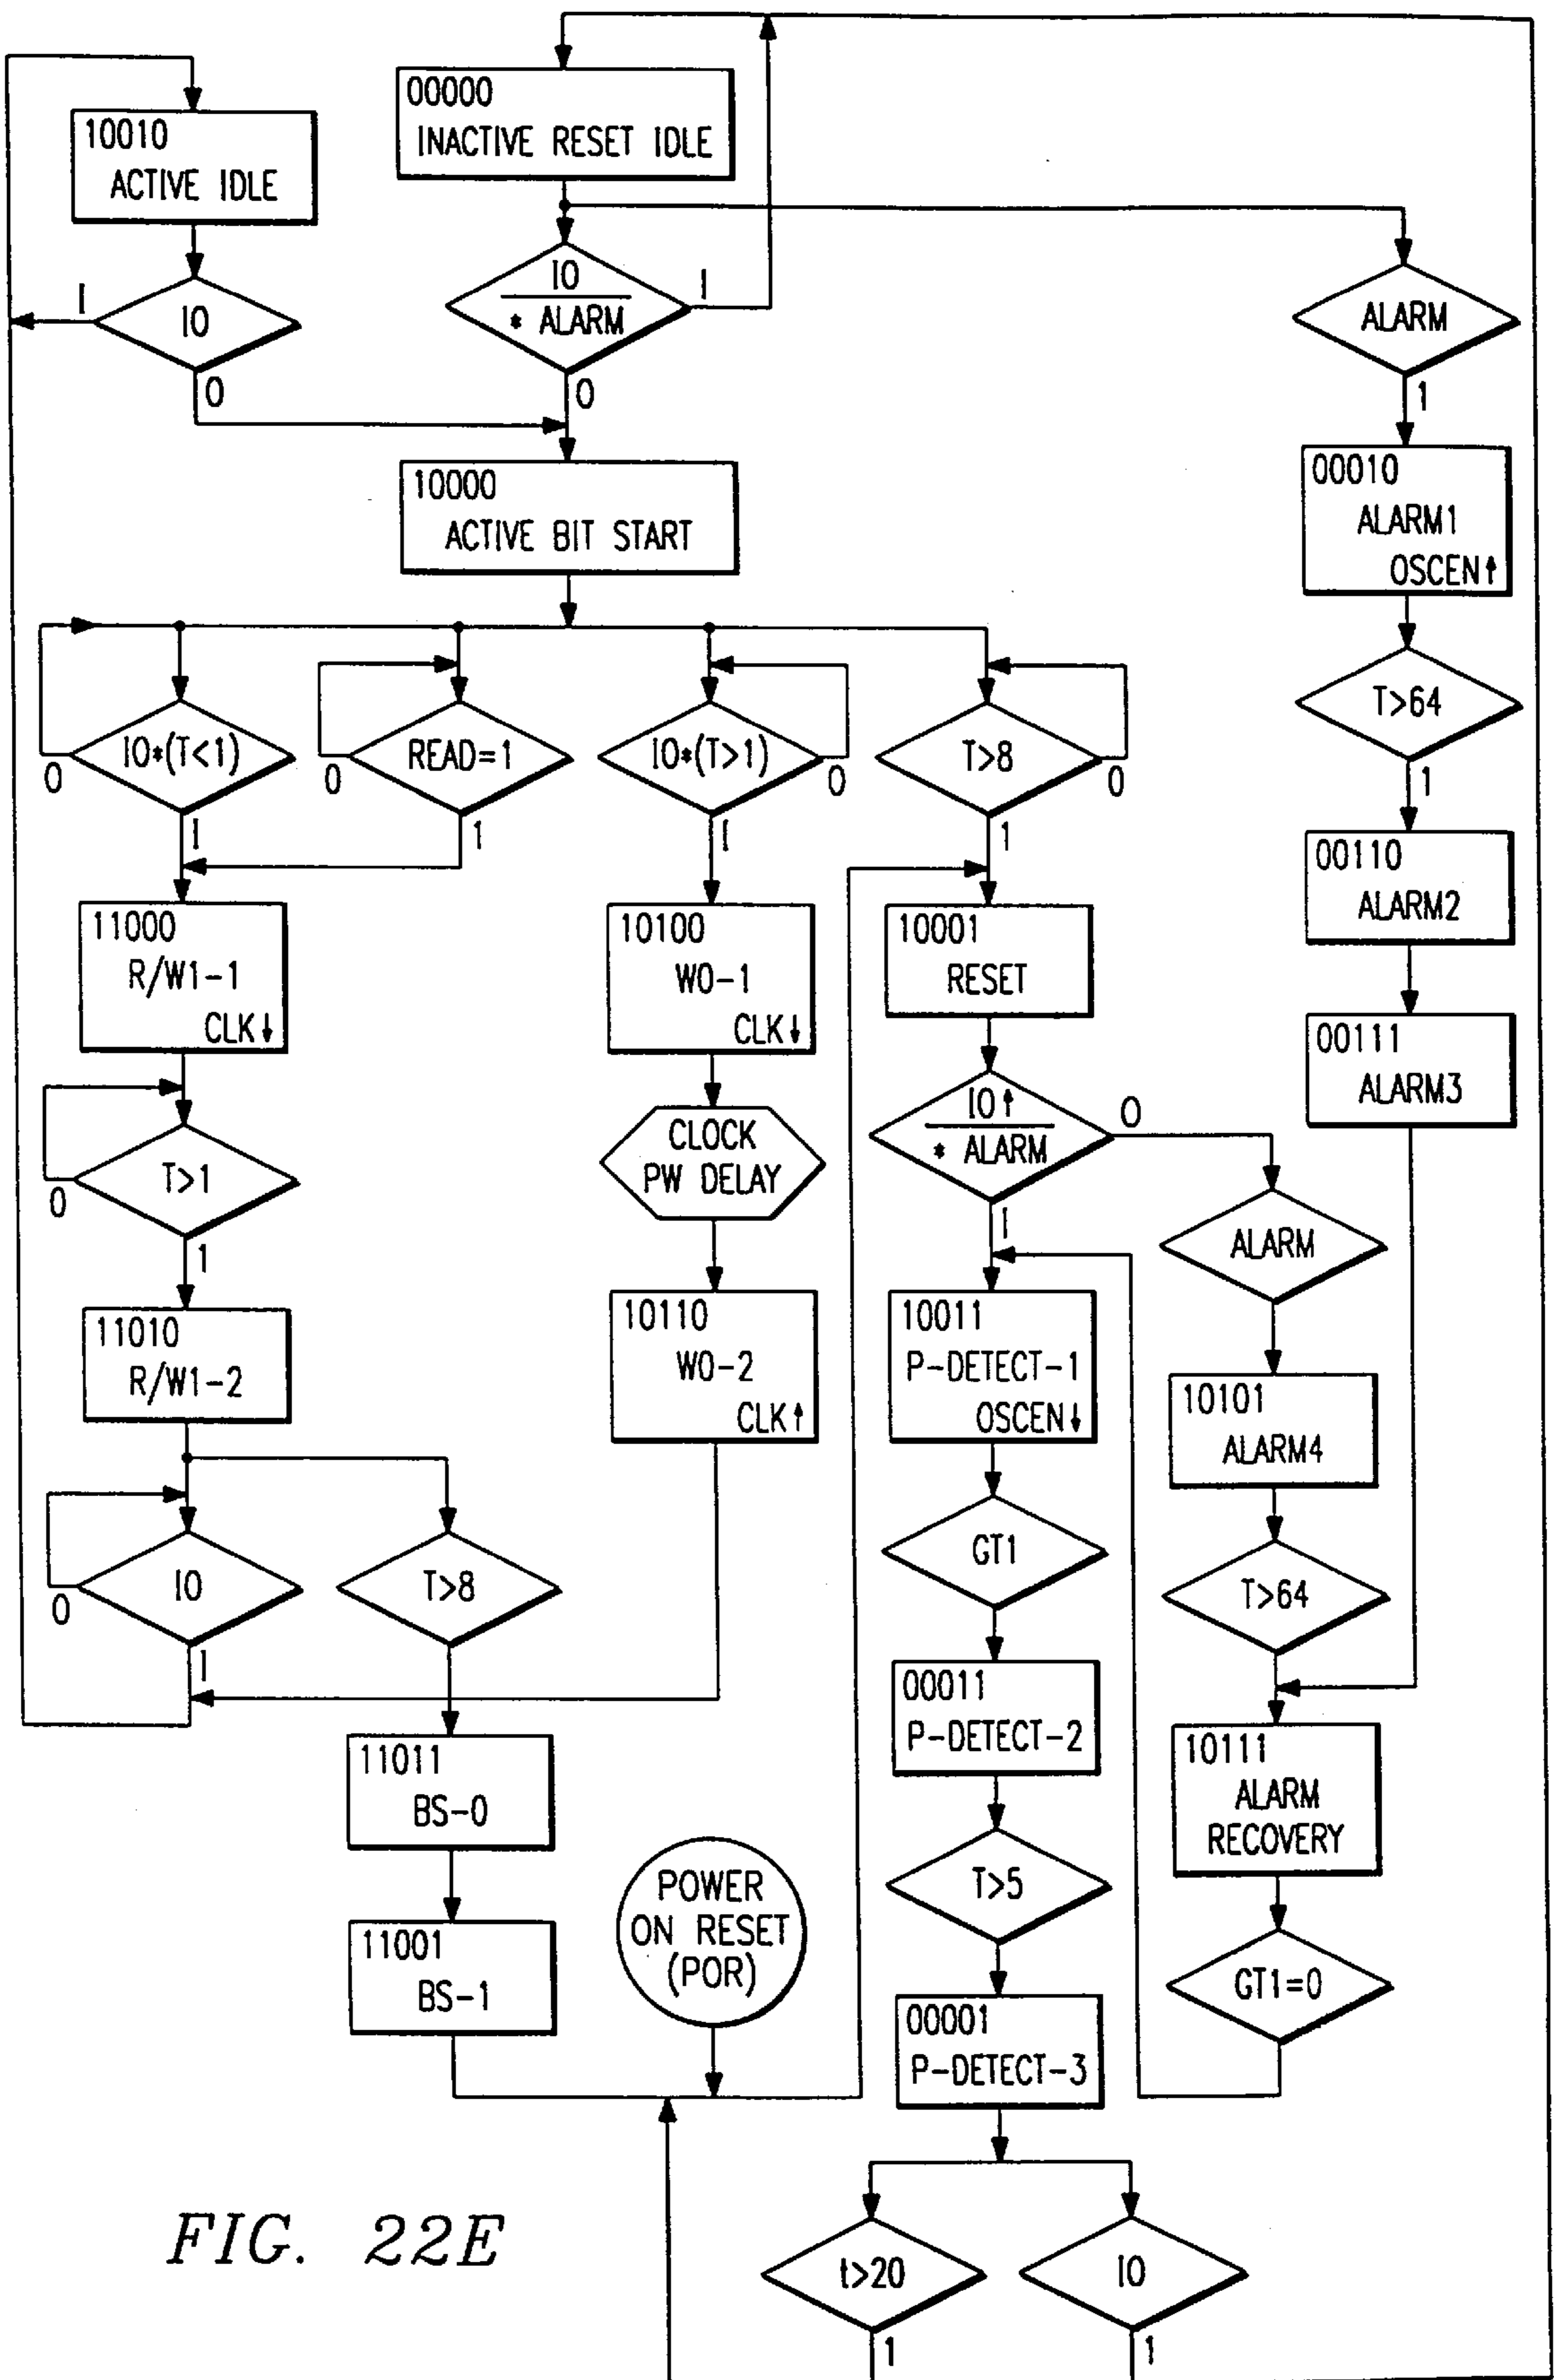 00000
INACTIVE RESET IDLE
10010
ACTIVE IDLE
IO
1
0
IO
* ALARM
1
0
ALARM
1
10000
ACTIVE BIT START
00010
ALARM1
OSCEN↑
T>64
1
IO*(T<1)
0
1
READ=1
0
1
IO*(T>1)
0
1
T>8
0
1
00110
ALARM2
11000
R/W1-1
CLK↓
10100
W0-1
CLK↓
10001
RESET
00111
ALARM3
T>1
0
1
CLOCK
PW DELAY
IO↑
* ALARM
0
1
ALARM
11010
R/W1-2
10110
W0-2
CLK↑
10011
P-DETECT-1
OSCEN↓
10101
ALARM4
IO
0
1
T>8
GT1
T>64
00011
P-DETECT-2
10111
ALARM
RECOVERY
11011
BS-0
POWER
ON RESET
(POR)
T>5
11001
BS-1
GT1=0
00001
P-DETECT-3
t>20
1
IO
1
FIG. 22E